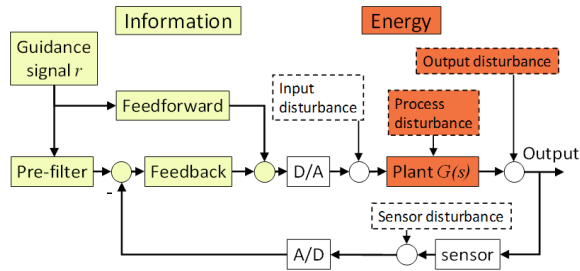 Information
Energy
Guidance
signal r
Output disturbance
Feedforward
Input
disturbance
Process
disturbance
Output
Pre-filter
-
Feedback
D/A
Plant G(s)
Sensor disturbance
A/D
sensor